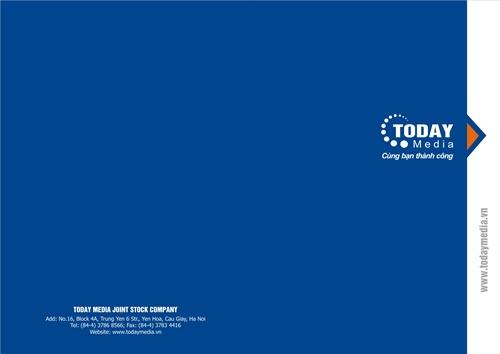 TODAY
Media
Cùng bạn thành công
www.todaymedia.vn
TODAY MEDIA JOINT STOCK COMPANY
Add: No.16, Block 4A, Trung Yen 6 Str., Yen Hoa, Cau Giay, Ha Noi
Tel: (84-4) 3786 8566; Fax: (84-4) 3783 4416
Website: www.todaymedia.vn